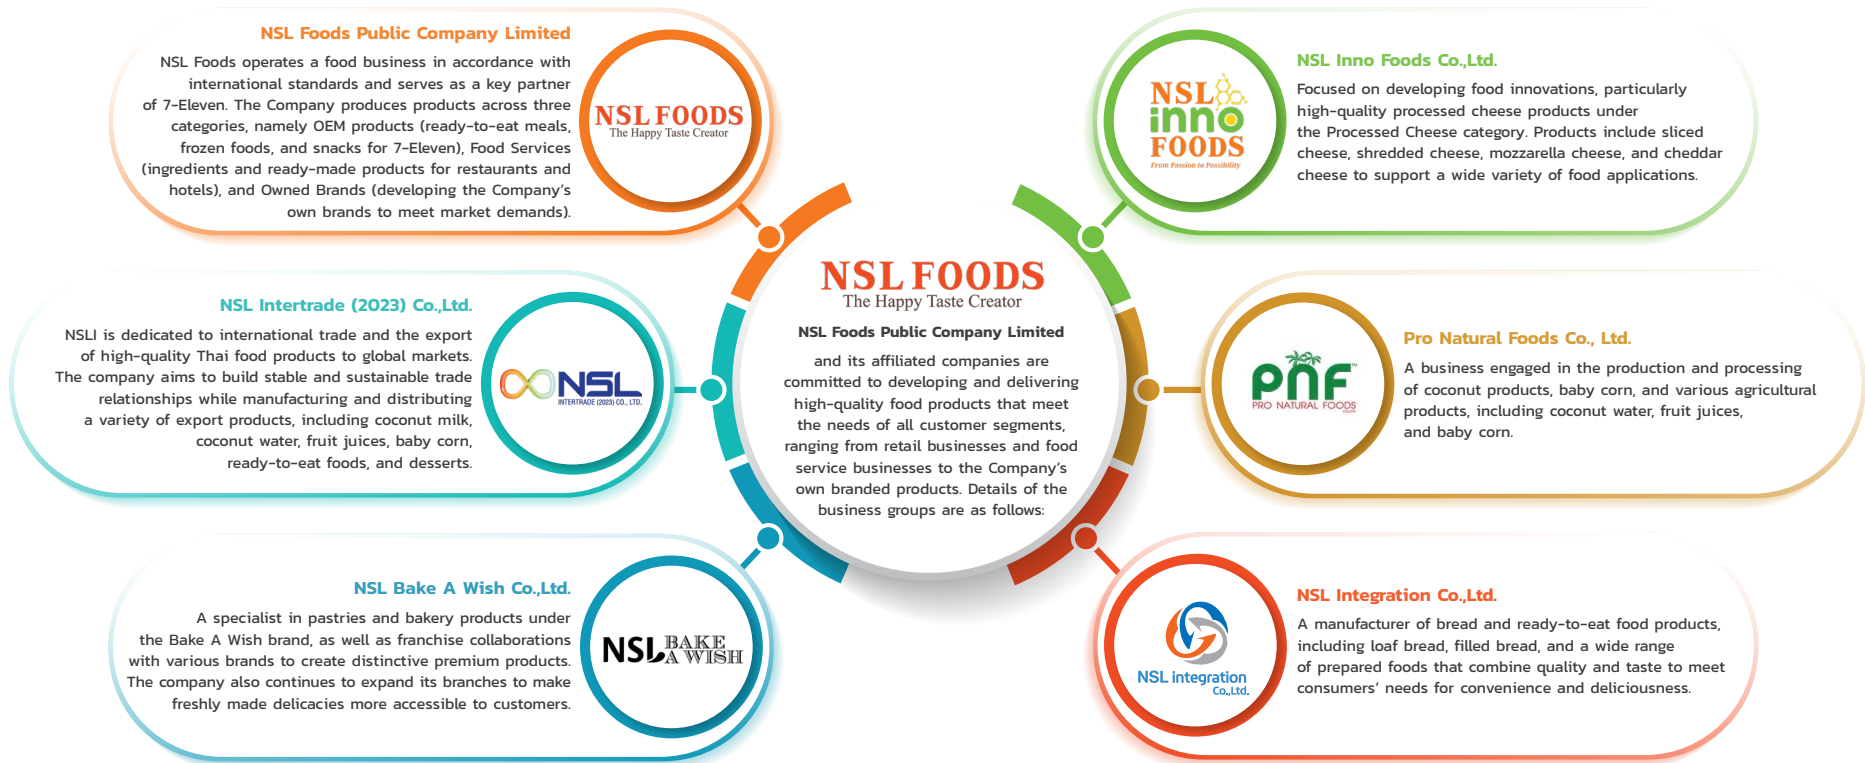 NSL Foods Public Company Limited
NSL Foods operates a food business in accordance with
international standards and serves as a key partner
of 7-Eleven. The Company produces products across three
categories, namely OEM products (ready-to-eat meals,
frozen foods, and snacks for 7-Eleven), Food Services
(ingredients and ready-made products for restaurants and
hotels), and Owned Brands (developing the Company's
own brands to meet market demands).
NSL FOODS
The Happy Taste Creator
NSL Intertrade (2023) Co.,Ltd.
NSLI is dedicated to international trade and the export
of high-quality Thai food products to global markets.
The company aims to build stable and sustainable trade
relationships while manufacturing and distributing
a variety of export products, including coconut milk,
coconut water, fruit juices, baby corn,
ready-to-eat foods, and desserts.
NSL
INTERTRADE (2023) CO., LTD.
NSL Bake A Wish Co.,Ltd.
A specialist in pastries and bakery products under
the Bake A Wish brand, as well as franchise collaborations
with various brands to create distinctive premium products.
The company also continues to expand its branches to make
freshly made delicacies more accessible to customers.
NSL BAKE
A WISH
NSL FOODS
The Happy Taste Creator
NSL Foods Public Company Limited
and its affiliated companies are
committed to developing and delivering
high-quality food products that meet
the needs of all customer segments,
ranging from retail businesses and food
service businesses to the Company's
own branded products. Details of the
business groups are as follows:
NSL
inno
FOODS
From Passion to Possibility
NSL Inno Foods Co.,Ltd.
Focused on developing food innovations, particularly
high-quality processed cheese products under
the Processed Cheese category. Products include sliced
cheese, shredded cheese, mozzarella cheese, and cheddar
cheese to support a wide variety of food applications.
PNF
PRO NATURAL FOODS
Pro Natural Foods Co., Ltd.
A business engaged in the production and processing
of coconut products, baby corn, and various agricultural
products, including coconut water, fruit juices,
and baby corn.
NSL integration
Co.,Ltd.
NSL Integration Co.,Ltd.
A manufacturer of bread and ready-to-eat food products,
including loaf bread, filled bread, and a wide range
of prepared foods that combine quality and taste to meet
consumers' needs for convenience and deliciousness.